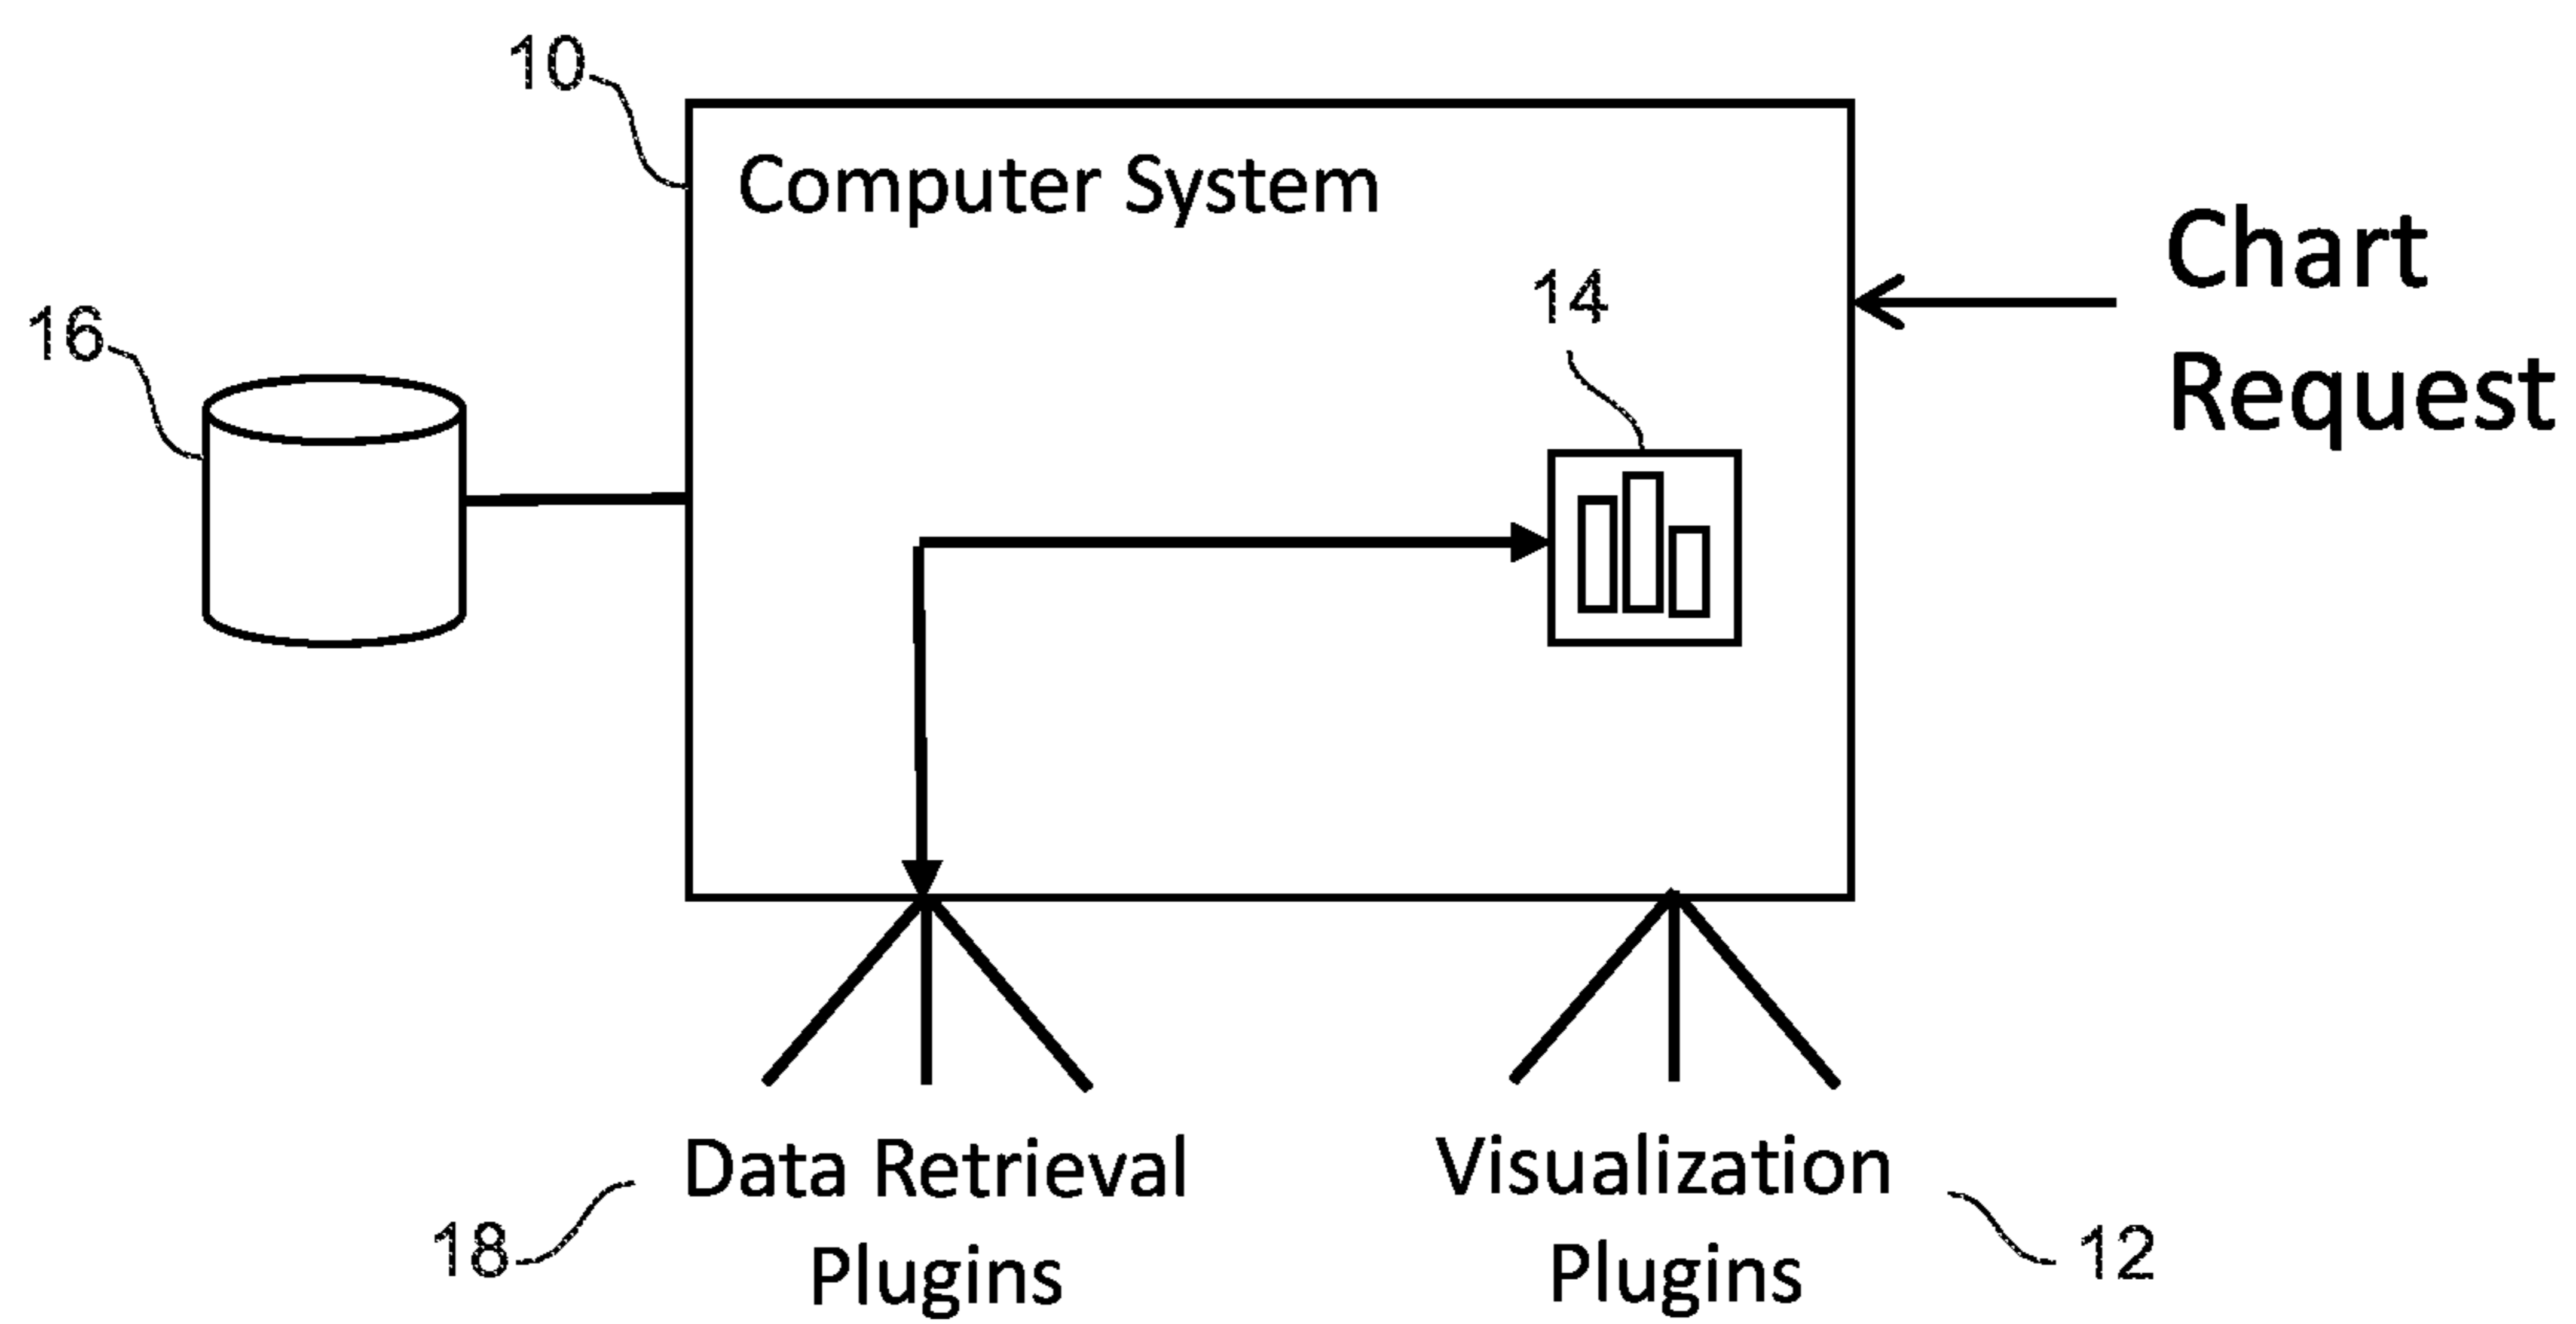 10
Computer System
Chart
Request
14
16
Data Retrieval
Plugins
18
Visualization
Plugins
12